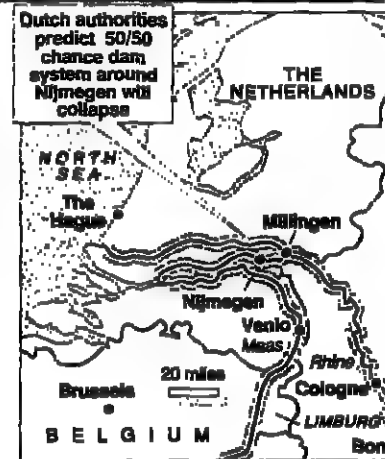 Dutch authorities
predict 50/50
chance dam
system around
Nijmegen will
collapse
THE
NETHERLANDS
NORTH
SEA
The
Hague
Millingen
Nijmegen
Venlo
Maas
20 miles
Rhine
Brussels
Cologne
LIMBURG
BELGIUM
Bon